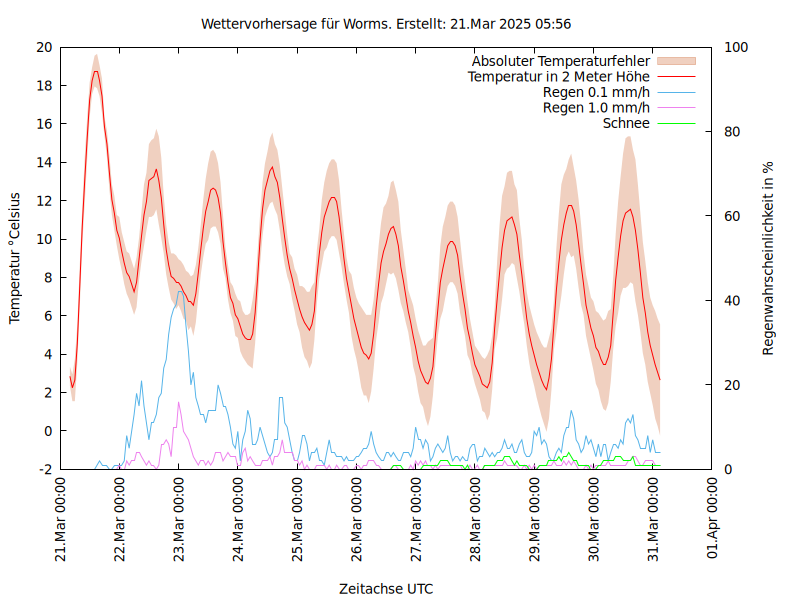 Wettervorhersage für Worms. Erstellt: 21.Mar 2025 05:56
Absoluter Temperaturfehler
Temperatur in 2 Meter Höhe
Regen 0.1 mm/h
Regen 1.0 mm/h
Schnee
Temperatur °Celsius
20
18
16
14
12
10
8
6
4
2
0
-2
100
80
60
40
20
0
Regenwahrscheinlichkeit in %
21.Mar 00:00
22.Mar 00:00
23.Mar 00:00
24.Mar 00:00
25.Mar 00:00
26.Mar 00:00
27.Mar 00:00
28.Mar 00:00
29.Mar 00:00
30.Mar 00:00
31.Mar 00:00
01.Apr 00:00
Zeitachse UTC